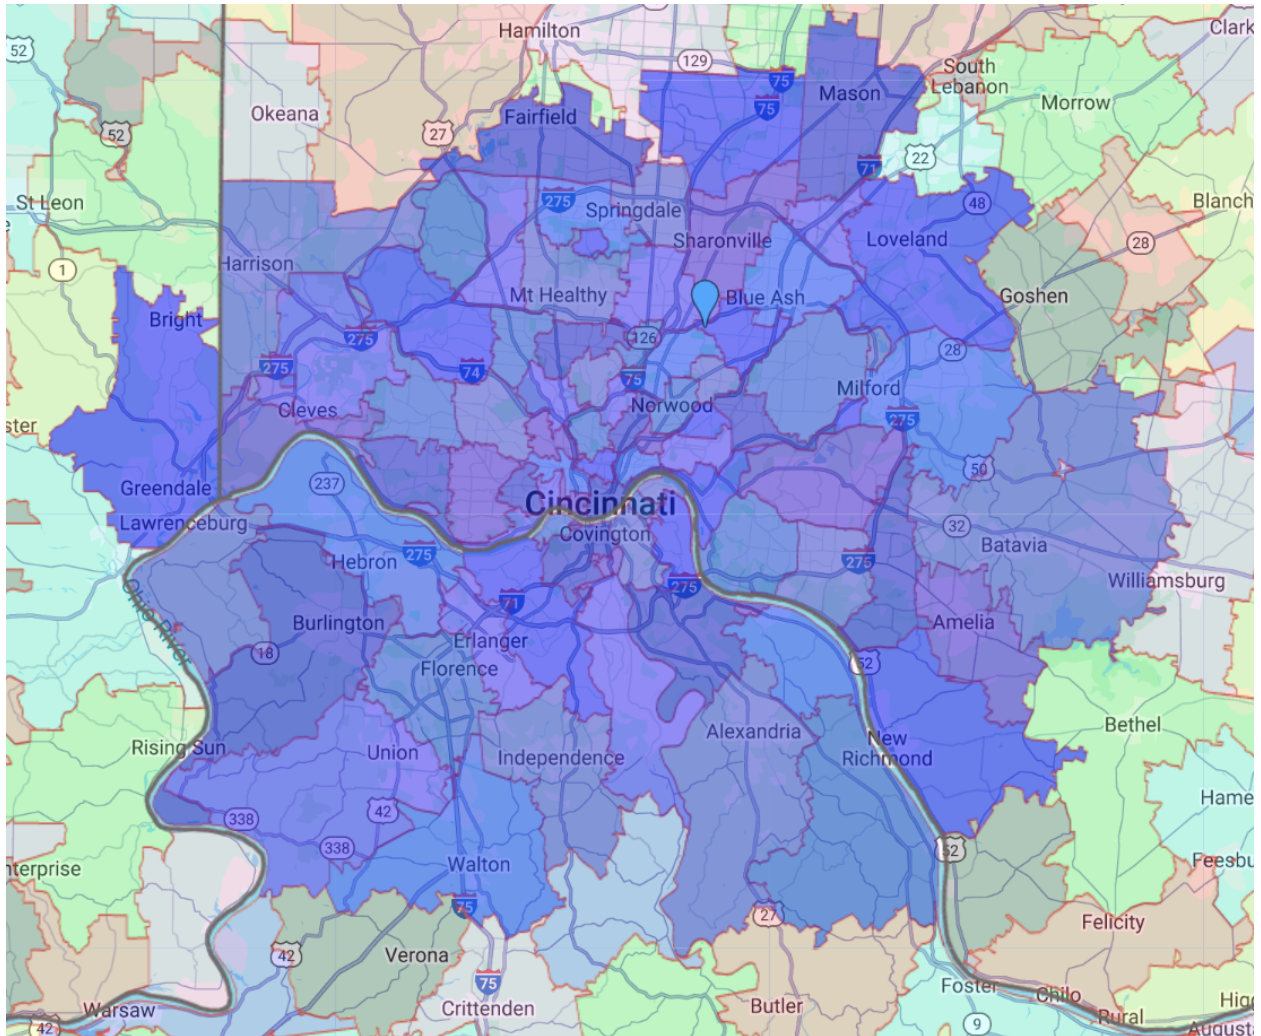 Hamilton
Clark
52
129
75
South
Lebanon
75
Mason
Morrow
Okeana
Fairfield
52
27
22
71
St Leon
275
Springdale
48
Blanch
Sharonville
Loveland
28
1
Harrison
Mt Healthy
Blue Ash
Goshen
Bright
275
126
28
275
74
75
Milford
Norwood
Cleves
275
ster
50
237
Greendale
Cincinnati
Lawrenceburg
32
Covington
Batavia
Hebron
275
275
Williamsburg
275
Ohio River
71
Burlington
Amelia
Erlanger
18
Florence
52
Bethel
Alexandria
New
Richmond
Rising Sun
Union
Independence
Hame
42
338
338
52
Walton
Feesbu
nterprise
75
27
Felicity
42
Verona
75
Foster
Chilo
Warsaw
Crittenden
Butler
Higg
Rural
42
9
Augusta